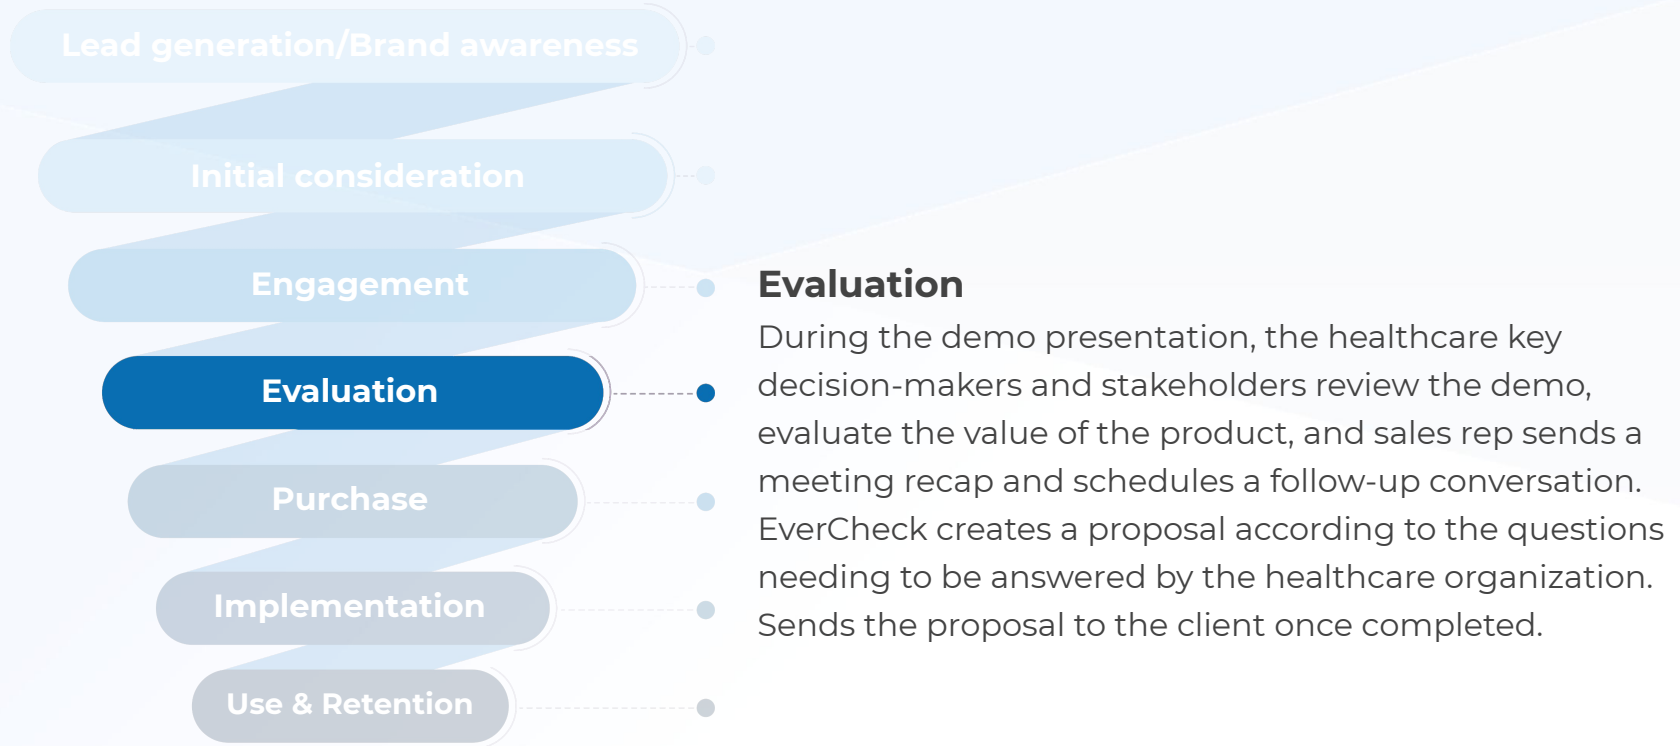 Lead generation/Brand awareness
Initial consideration
Engagement
Evaluation
Purchase
Implementation
Use & Retention
Evaluation
During the demo presentation, the healthcare key
decision-makers and stakeholders review the demo,
evaluate the value of the product, and sales rep sends a
meeting recap and schedules a follow-up conversation.
EverCheck creates a proposal according to the questions
needing to be answered by the healthcare organization.
Sends the proposal to the client once completed.